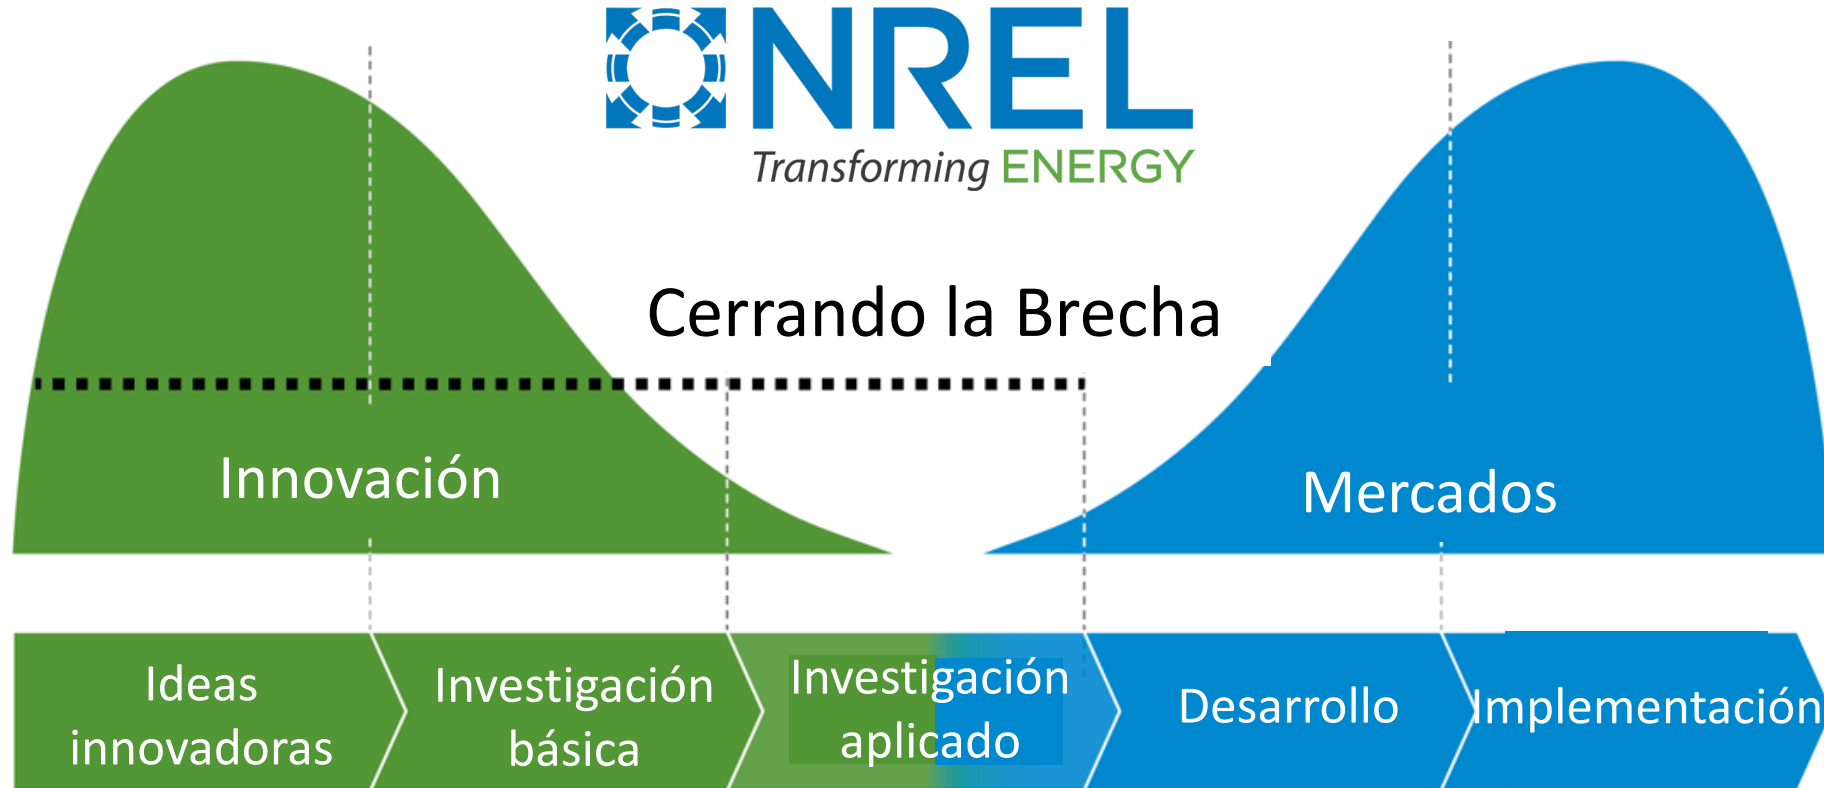 NREL
Transforming ENERGY
Cerrando la Brecha
Innovación
Mercados
Ideas
innovadoras
Investigación
básica
Investigación
aplicado
Desarrollo
Implementación